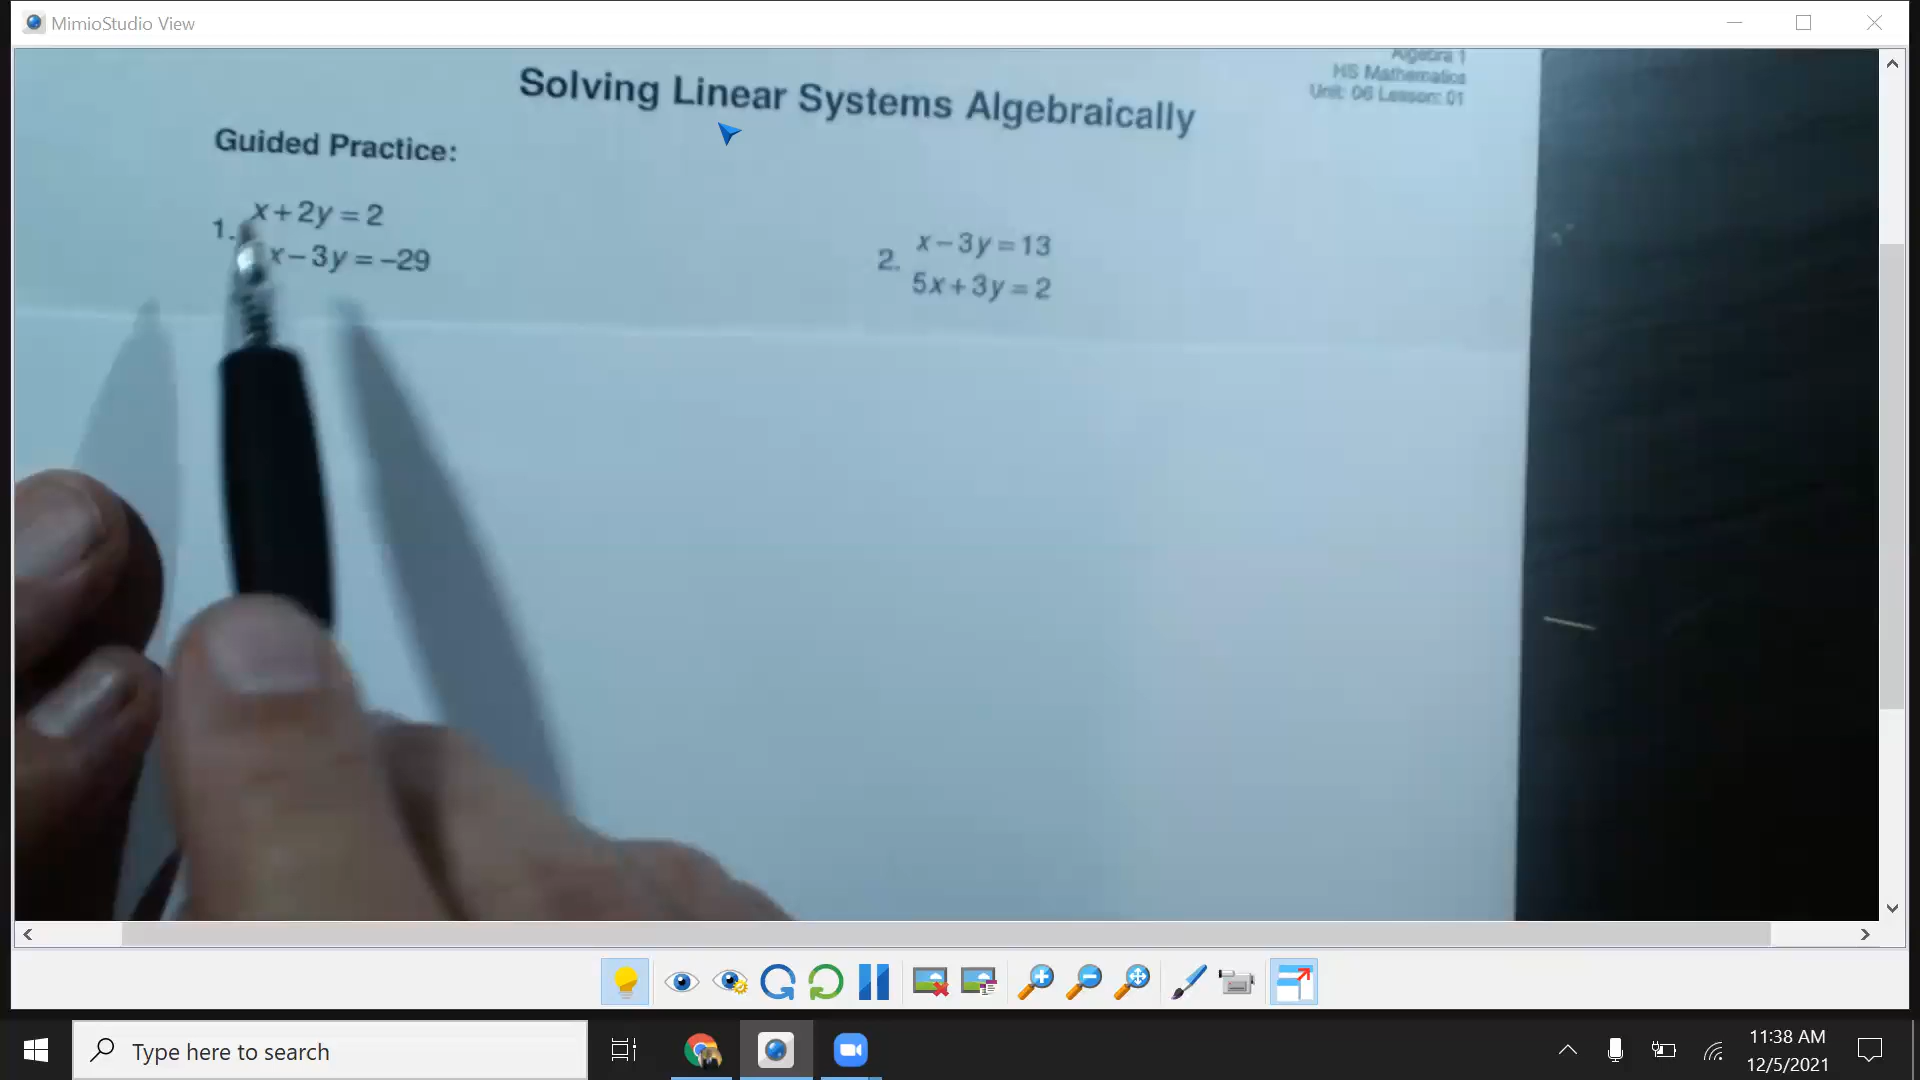 MimioStudio View
Algebra 1
HS Mathematics
Unit: 06 Lesson: 01
Solving Linear Systems Algebraically
Guided Practice:
1.
x + 2y = 2
x – 3y = –29
2.
x – 3y = 13
5x + 3y = 2
Type here to search
11:38 AM
12/5/2021